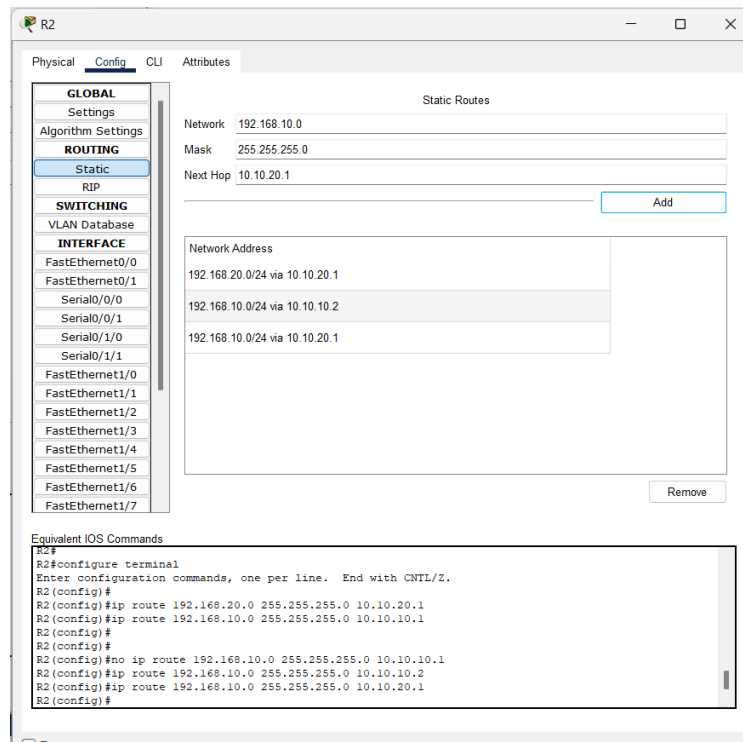 R2
Physical Config CLI Attributes
GLOBAL
Settings
Algorithm Settings
ROUTING
Static
RIP
SWITCHING
VLAN Database
INTERFACE
FastEthernet0/0
FastEthernet0/1
Serial0/0/0
Serial0/0/1
Serial0/1/0
Serial0/1/1
FastEthernet1/0
FastEthernet1/1
FastEthernet1/2
FastEthernet1/3
FastEthernet1/4
FastEthernet1/5
FastEthernet1/6
FastEthernet1/7
Static Routes
Network 192.168.10.0
Mask 255.255.255.0
Next Hop 10.10.20.1
Add
Network Address
192.168.20.0/24 via 10.10.20.1
192.168.10.0/24 via 10.10.10.2
192.168.10.0/24 via 10.10.20.1
Remove
Equivalent IOS Commands
R2#
R2#configure terminal
Enter configuration commands, one per line. End with CNTL/Z.
R2(config)#
R2(config)#ip route 192.168.20.0 255.255.255.0 10.10.20.1
R2(config)#ip route 192.168.10.0 255.255.255.0 10.10.10.1
R2(config)#
R2(config)#
R2(config)#no ip route 192.168.10.0 255.255.255.0 10.10.10.1
R2(config)#ip route 192.168.10.0 255.255.255.0 10.10.10.2
R2(config)#ip route 192.168.10.0 255.255.255.0 10.10.20.1
R2(config)#